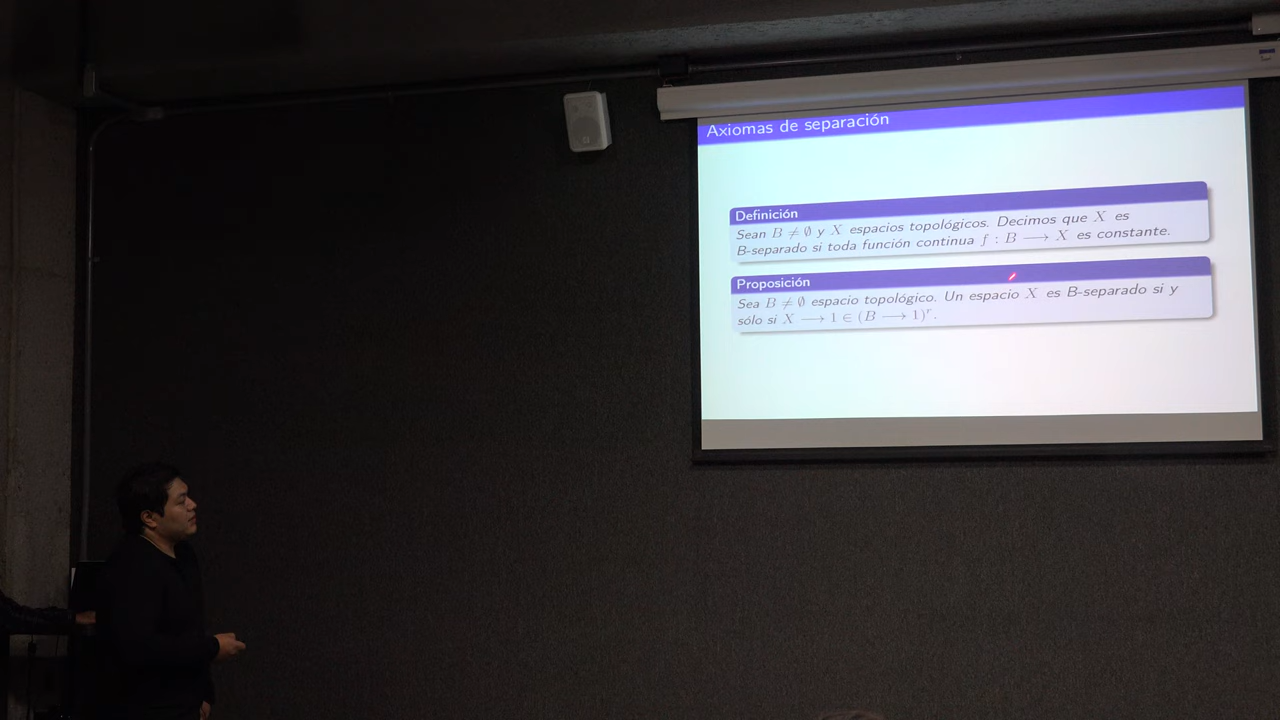 Axiomas de separación
Definición
Sean B ≠ ∅ y X espacios topológicos. Decimos que X es
B-separado si toda función continua f : B ⟶ X es constante.
Proposición
Sea B ≠ ∅ espacio topológico. Un espacio X es B-separado si y
sólo si X ⟶ 1 ∈ (B ⟶ 1)ʳ.